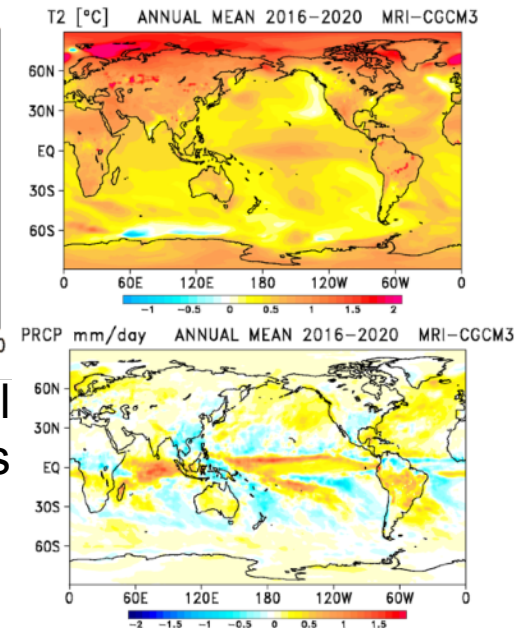 T2 [°C] ANNUAL MEAN 2016-2020 MRI-CGCM3
60N
30N
EQ
30S
60S
0 60E 120E 180 120W 60W 0
-1 -0.5 0 0.5 1 1.5 2
0
PRCP mm/day ANNUAL MEAN 2016-2020 MRI-CGCM3
l
s
60N
30N
EQ
30S
60S
0 60E 120E 180 120W 60W 0
-2 -1.5 -1 -0.5 0 0.5 1 1.5